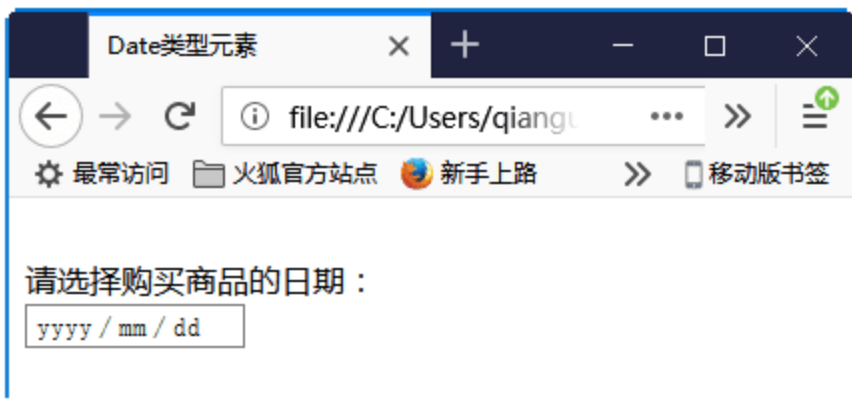 Date类型元素
file:///C:/Users/qiangu
最常访问 火狐官方站点 新手上路 移动版书签
请选择购买商品的日期：
yyyy / mm / dd